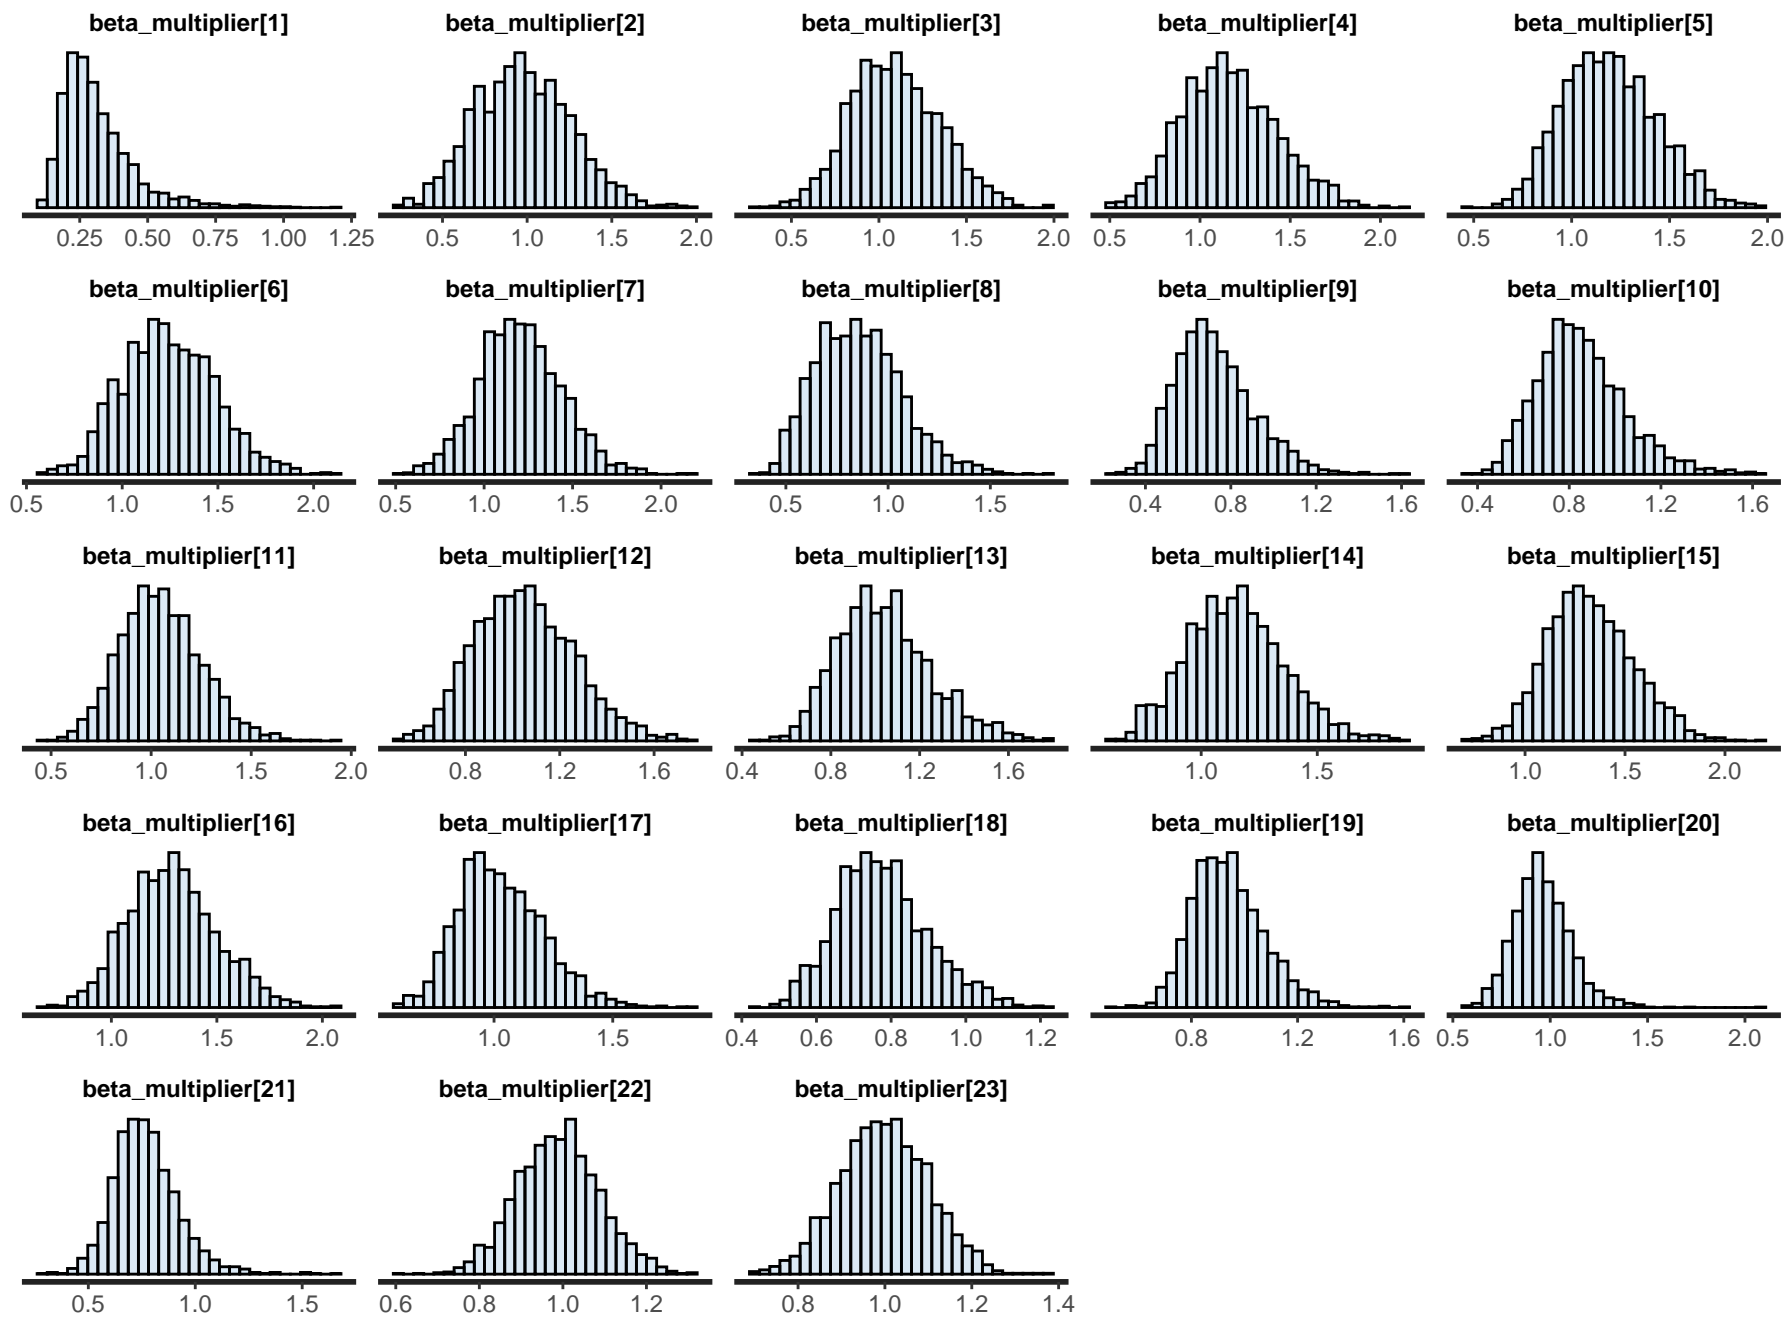 beta_multiplier[1] beta_multiplier[2] beta_multiplier[3] beta_multiplier[4] beta_multiplier[5]
0.25 0.50 0.75 1.00 1.25 0.5 1.0 1.5 2.0 0.5 1.0 1.5 2.0 0.5 1.0 1.5 2.0 0.5 1.0 1.5 2.0
beta_multiplier[6] beta_multiplier[7] beta_multiplier[8] beta_multiplier[9] beta_multiplier[10]
0.5 1.0 1.5 2.0 0.5 1.0 1.5 2.0 0.5 1.0 1.5 0.4 0.8 1.2 1.6 0.4 0.8 1.2 1.6
beta_multiplier[11] beta_multiplier[12] beta_multiplier[13] beta_multiplier[14] beta_multiplier[15]
0.5 1.0 1.5 2.0 0.8 1.2 1.6 0.4 0.8 1.2 1.6 1.0 1.5 1.0 1.5 2.0
beta_multiplier[16] beta_multiplier[17] beta_multiplier[18] beta_multiplier[19] beta_multiplier[20]
1.0 1.5 2.0 1.0 1.5 0.4 0.6 0.8 1.0 1.2 0.8 1.2 1.6 0.5 1.0 1.5 2.0
beta_multiplier[21] beta_multiplier[22] beta_multiplier[23]
0.5 1.0 1.5 0.6 0.8 1.0 1.2 0.8 1.0 1.2 1.4